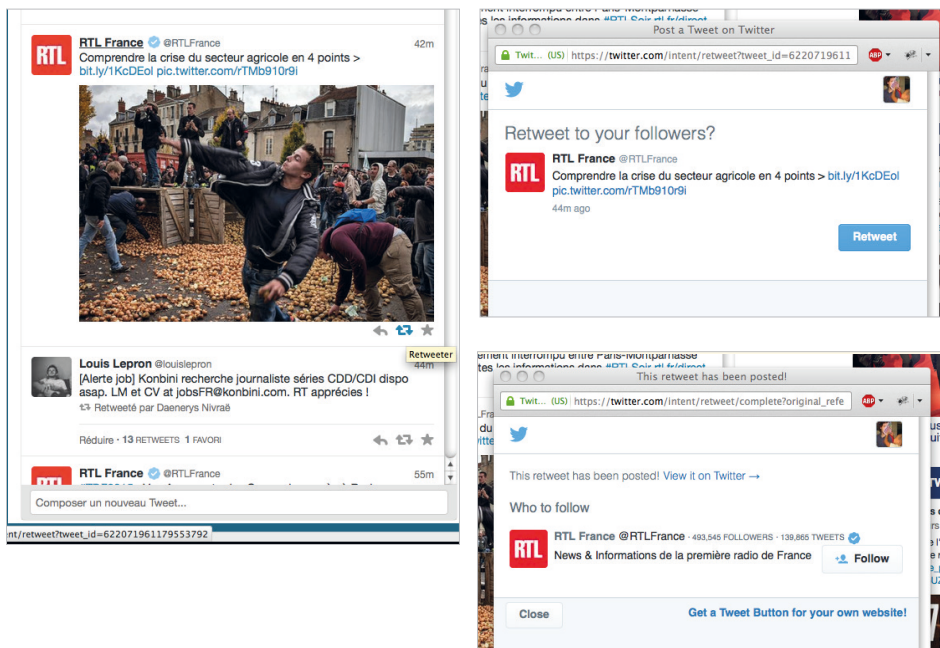 RTL France @RTLFrance 42m
RTL
Comprendre la crise du secteur agricole en 4 points >
bit.ly/1KcDEol pic.twitter.com/rTMb910r9i
Retweeter
Louis Lepron @louislepron 44m
[Alerte job] Konbini recherche journaliste séries CDD/CDI dispo
asap. LM et CV at jobsFR@konbini.com. RT apprécies !
Retweeté par Daenerys Nivraë
Réduire · 13 RETWEETS 1 FAVORI
RTL France @RTLFrance 55m
Composer un nouveau Tweet...
nt/retweet?tweet_id=622071961179553792
Post a Tweet on Twitter
Twit... (US) https://twitter.com/intent/retweet?tweet_id=6220719611
ABP
Retweet to your followers?
RTL France @RTLFrance
RTL
Comprendre la crise du secteur agricole en 4 points > bit.ly/1KcDEol
pic.twitter.com/rTMb910r9i
44m ago
Retweet
This retweet has been posted!
Twit... (US) https://twitter.com/intent/retweet/complete?original_refe
ABP
This retweet has been posted! View it on Twitter →
Who to follow
RTL France @RTLFrance · 493,545 FOLLOWERS · 139,865 TWEETS
RTL
News & Informations de la première radio de France
Follow
Close
Get a Tweet Button for your own website!